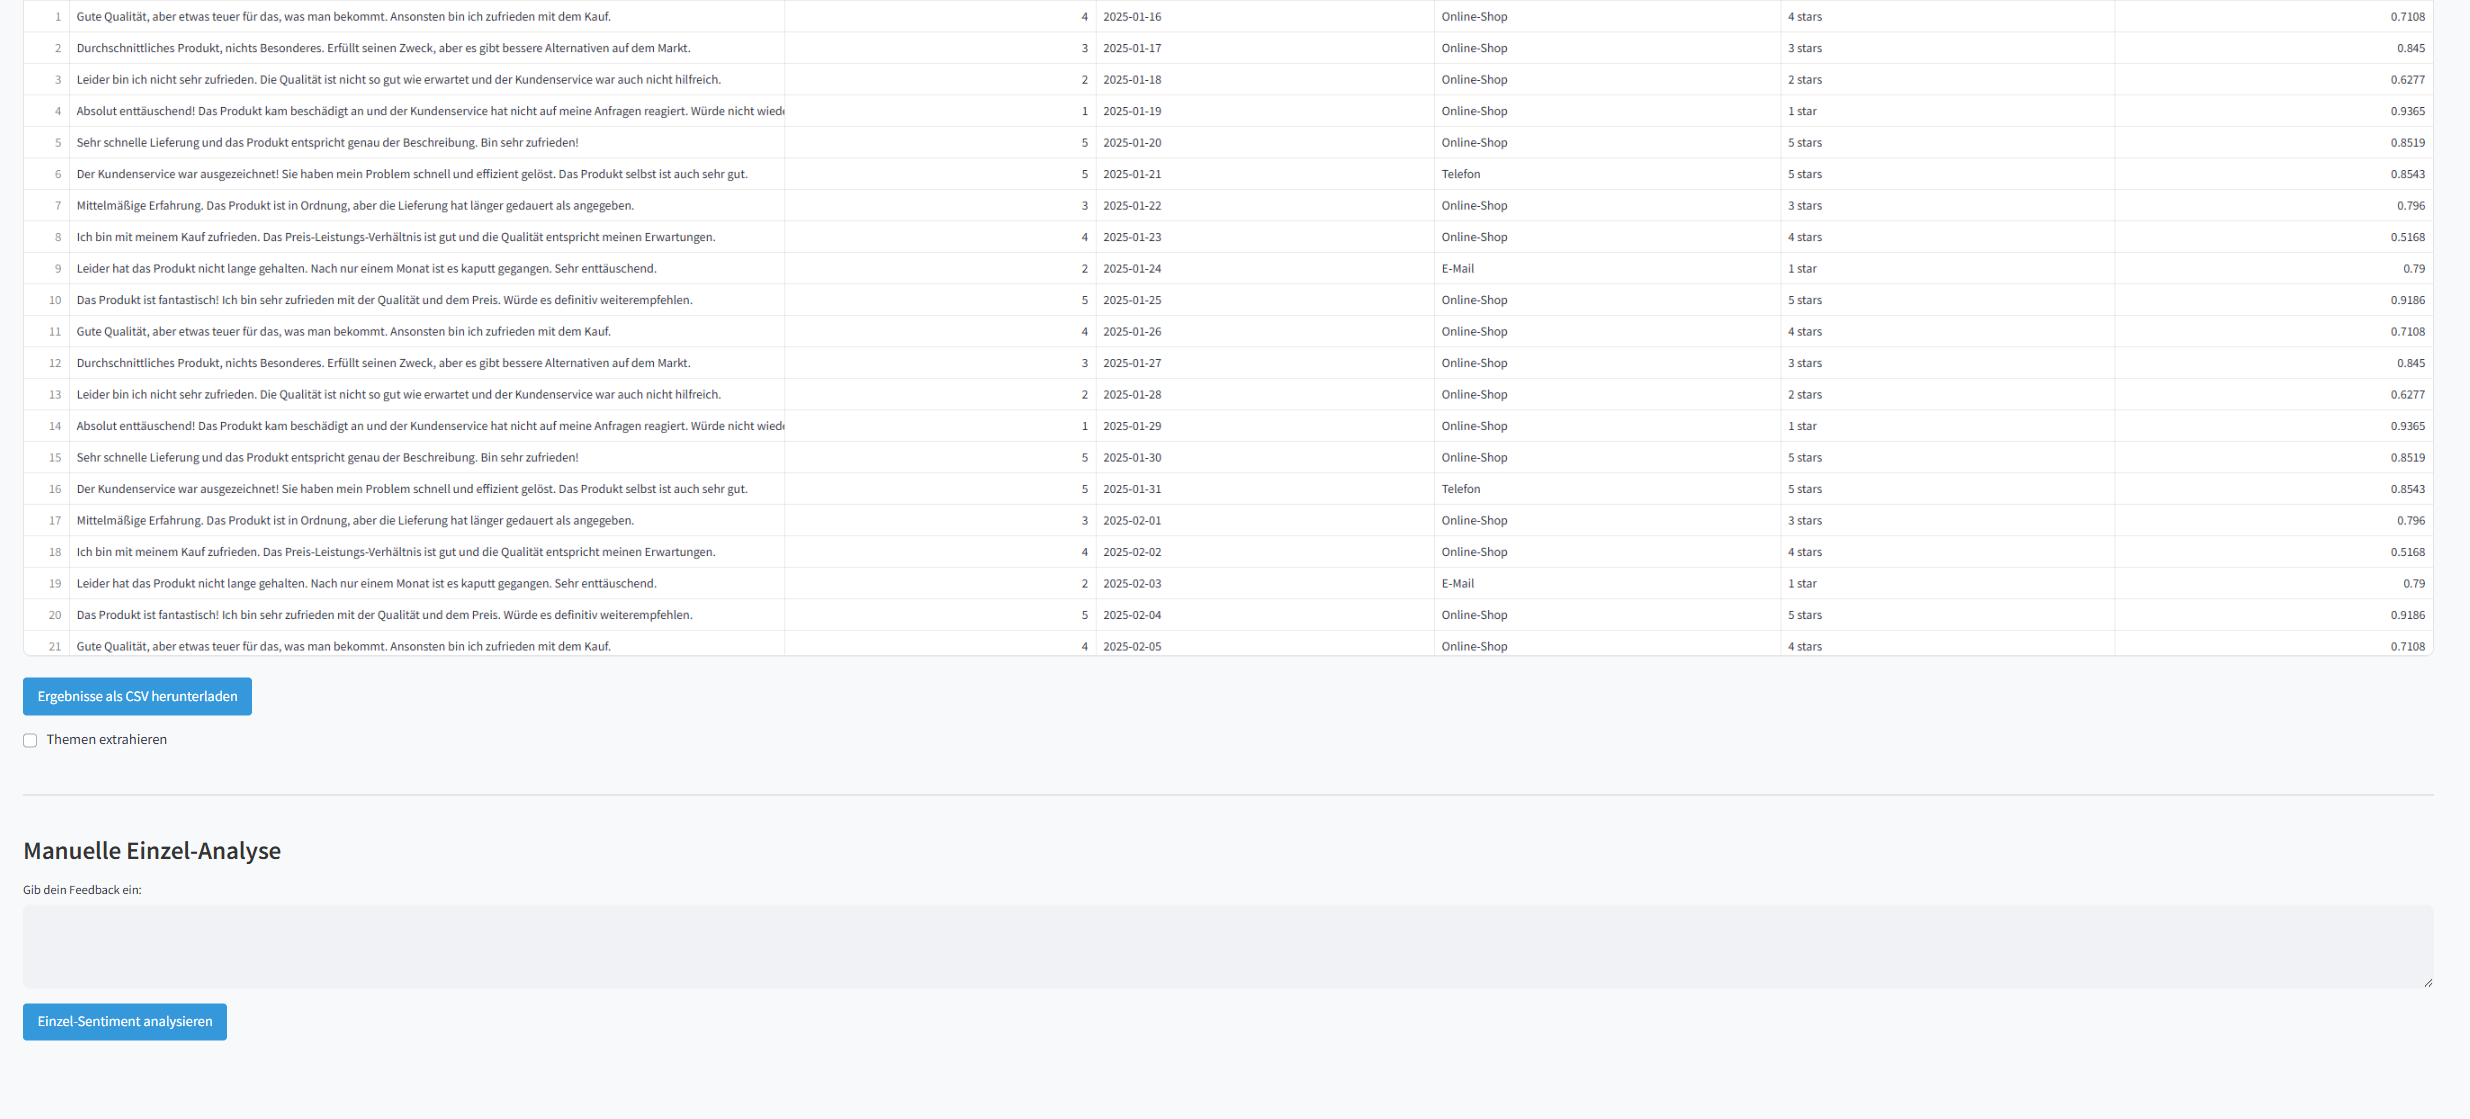 1 Gute Qualität, aber etwas teuer für das, was man bekommt. Ansonsten bin ich zufrieden mit dem Kauf. 4 2025-01-16 Online-Shop 4 stars 0.7108
2 Durchschnittliches Produkt, nichts Besonderes. Erfüllt seinen Zweck, aber es gibt bessere Alternativen auf dem Markt. 3 2025-01-17 Online-Shop 3 stars 0.845
3 Leider bin ich nicht sehr zufrieden. Die Qualität ist nicht so gut wie erwartet und der Kundenservice war auch nicht hilfreich. 2 2025-01-18 Online-Shop 2 stars 0.6277
4 Absolut enttäuschend! Das Produkt kam beschädigt an und der Kundenservice hat nicht auf meine Anfragen reagiert. Würde nicht wiede 1 2025-01-19 Online-Shop 1 star 0.9365
5 Sehr schnelle Lieferung und das Produkt entspricht genau der Beschreibung. Bin sehr zufrieden! 5 2025-01-20 Online-Shop 5 stars 0.8519
6 Der Kundenservice war ausgezeichnet! Sie haben mein Problem schnell und effizient gelöst. Das Produkt selbst ist auch sehr gut. 5 2025-01-21 Telefon 5 stars 0.8543
7 Mittelmäßige Erfahrung. Das Produkt ist in Ordnung, aber die Lieferung hat länger gedauert als angegeben. 3 2025-01-22 Online-Shop 3 stars 0.796
8 Ich bin mit meinem Kauf zufrieden. Das Preis-Leistungs-Verhältnis ist gut und die Qualität entspricht meinen Erwartungen. 4 2025-01-23 Online-Shop 4 stars 0.5168
9 Leider hat das Produkt nicht lange gehalten. Nach nur einem Monat ist es kaputt gegangen. Sehr enttäuschend. 2 2025-01-24 E-Mail 1 star 0.79
10 Das Produkt ist fantastisch! Ich bin sehr zufrieden mit der Qualität und dem Preis. Würde es definitiv weiterempfehlen. 5 2025-01-25 Online-Shop 5 stars 0.9186
11 Gute Qualität, aber etwas teuer für das, was man bekommt. Ansonsten bin ich zufrieden mit dem Kauf. 4 2025-01-26 Online-Shop 4 stars 0.7108
12 Durchschnittliches Produkt, nichts Besonderes. Erfüllt seinen Zweck, aber es gibt bessere Alternativen auf dem Markt. 3 2025-01-27 Online-Shop 3 stars 0.845
13 Leider bin ich nicht sehr zufrieden. Die Qualität ist nicht so gut wie erwartet und der Kundenservice war auch nicht hilfreich. 2 2025-01-28 Online-Shop 2 stars 0.6277
14 Absolut enttäuschend! Das Produkt kam beschädigt an und der Kundenservice hat nicht auf meine Anfragen reagiert. Würde nicht wiede 1 2025-01-29 Online-Shop 1 star 0.9365
15 Sehr schnelle Lieferung und das Produkt entspricht genau der Beschreibung. Bin sehr zufrieden! 5 2025-01-30 Online-Shop 5 stars 0.8519
16 Der Kundenservice war ausgezeichnet! Sie haben mein Problem schnell und effizient gelöst. Das Produkt selbst ist auch sehr gut. 5 2025-01-31 Telefon 5 stars 0.8543
17 Mittelmäßige Erfahrung. Das Produkt ist in Ordnung, aber die Lieferung hat länger gedauert als angegeben. 3 2025-02-01 Online-Shop 3 stars 0.796
18 Ich bin mit meinem Kauf zufrieden. Das Preis-Leistungs-Verhältnis ist gut und die Qualität entspricht meinen Erwartungen. 4 2025-02-02 Online-Shop 4 stars 0.5168
19 Leider hat das Produkt nicht lange gehalten. Nach nur einem Monat ist es kaputt gegangen. Sehr enttäuschend. 2 2025-02-03 E-Mail 1 star 0.79
20 Das Produkt ist fantastisch! Ich bin sehr zufrieden mit der Qualität und dem Preis. Würde es definitiv weiterempfehlen. 5 2025-02-04 Online-Shop 5 stars 0.9186
21 Gute Qualität, aber etwas teuer für das, was man bekommt. Ansonsten bin ich zufrieden mit dem Kauf. 4 2025-02-05 Online-Shop 4 stars 0.7108
Ergebnisse als CSV herunterladen
Themen extrahieren
Manuelle Einzel-Analyse
Gib dein Feedback ein:
Einzel-Sentiment analysieren